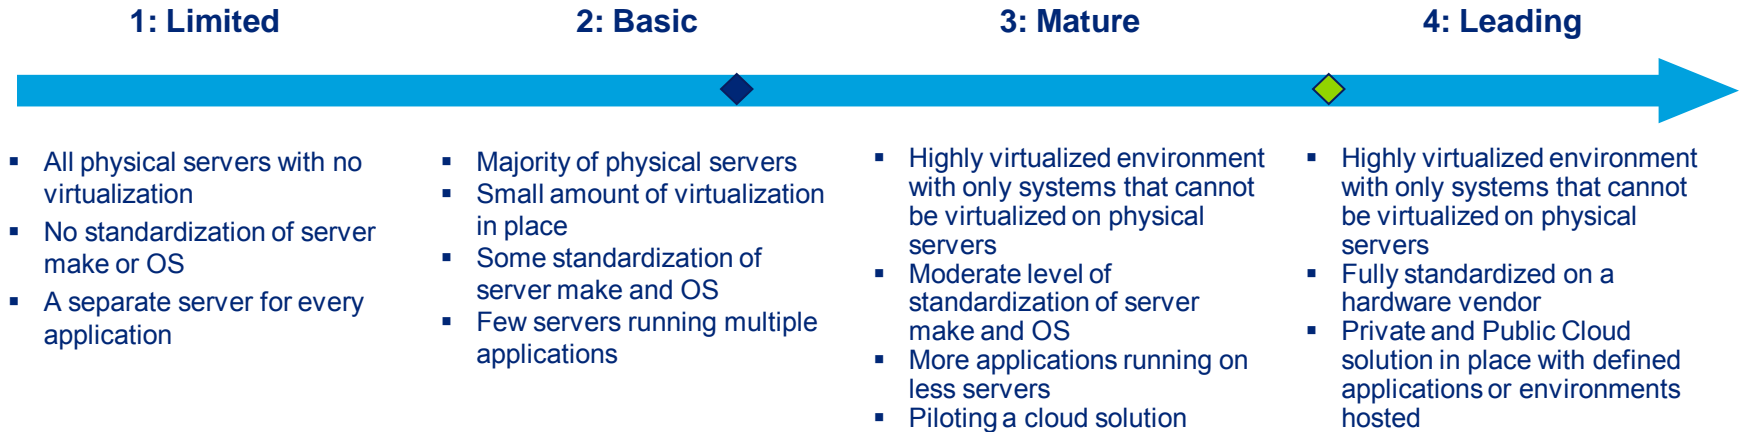 1: Limited
2: Basic
3: Mature
4: Leading
▪ All physical servers with no
virtualization
▪ No standardization of server
make or OS
▪ A separate server for every
application
▪ Majority of physical servers
▪ Small amount of virtualization
in place
▪ Some standardization of
server make and OS
▪ Few servers running multiple
applications
▪ Highly virtualized environment
with only systems that cannot
be virtualized on physical
servers
▪ Moderate level of
standardization of server
make and OS
▪ More applications running on
less servers
▪ Piloting a cloud solution
▪ Highly virtualized environment
with only systems that cannot
be virtualized on physical
servers
▪ Fully standardized on a
hardware vendor
▪ Private and Public Cloud
solution in place with defined
applications or environments
hosted